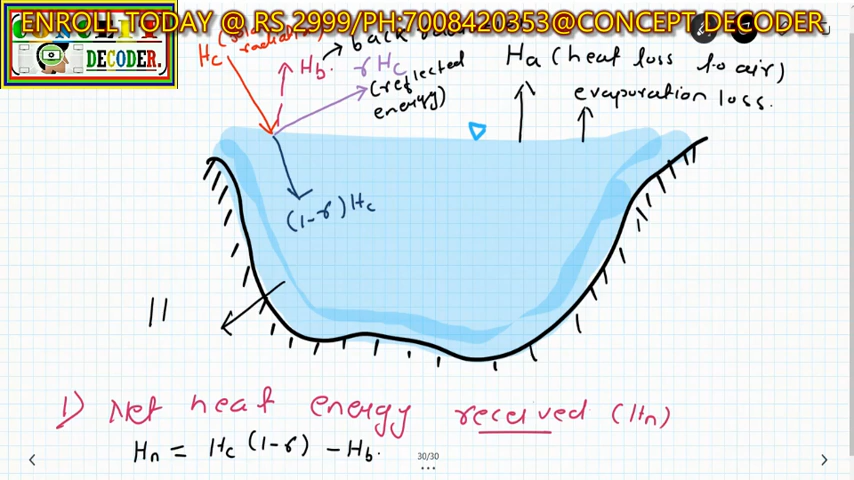 ENROLL TODAY @ RS.2999/PH:7008420353@CONCEPT DECODER.
DECODER.
Hc
Hb.
back
rHc
(reflected
energy)
Ha (heat loss to air)
evaporation loss.
(1-r) Hc
1) Net heat energy received (Hn)
Hn = Hc (1-r) - Hb.
30/30